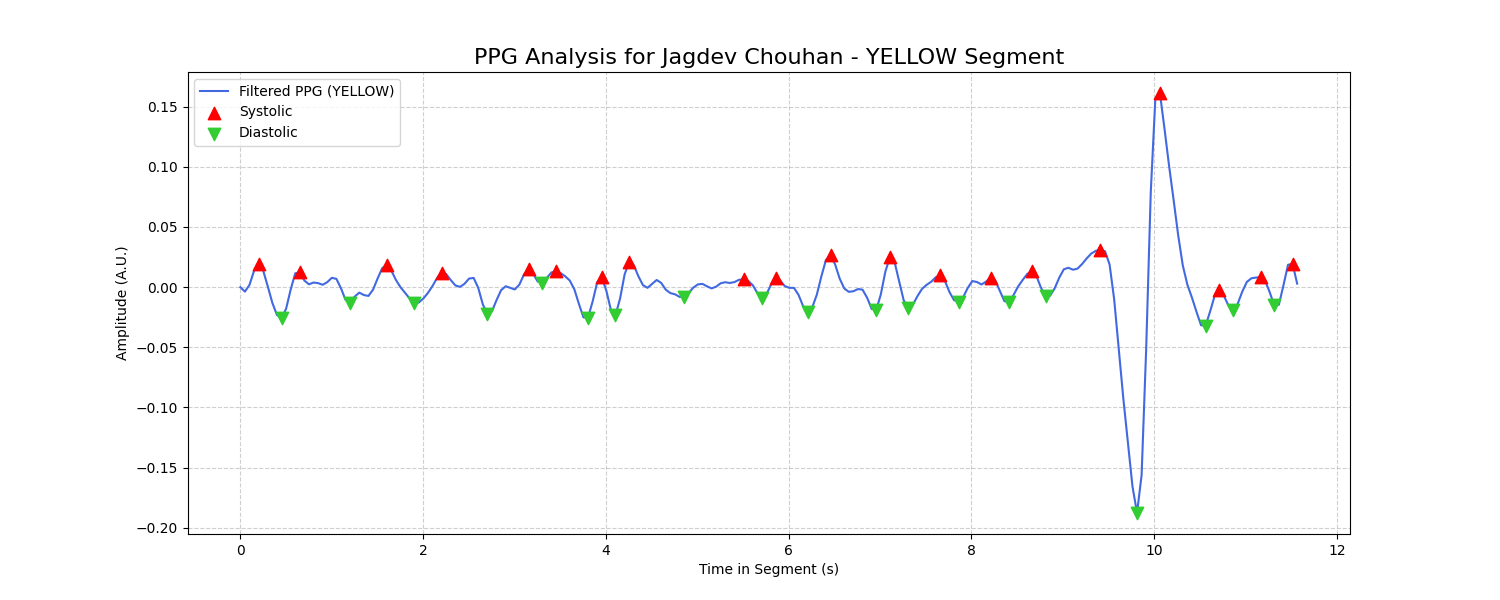 PPG Analysis for Jagdev Chouhan - YELLOW Segment
Filtered PPG (YELLOW)
Systolic
Diastolic
Amplitude (A.U.)
0.15
0.10
0.05
0.00
−0.05
−0.10
−0.15
−0.20
0 2 4 6 8 10 12
Time in Segment (s)